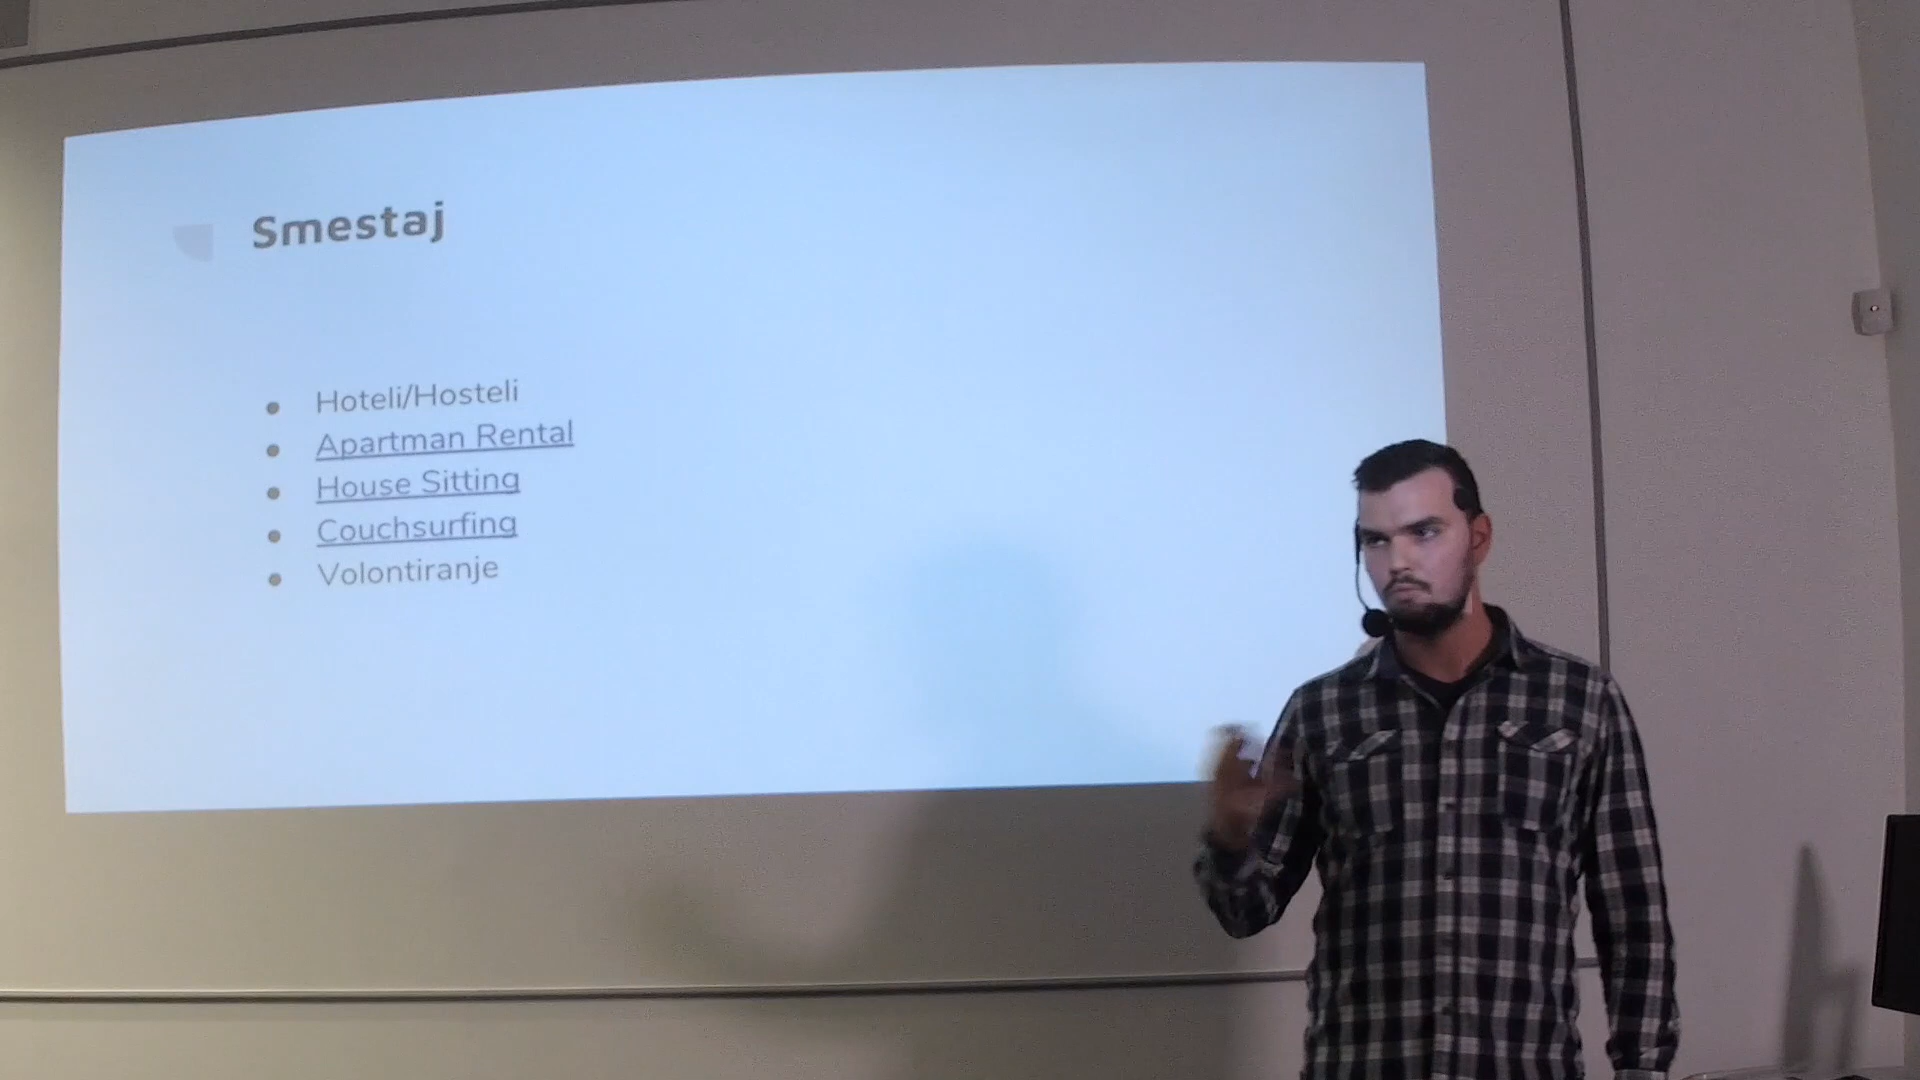 Smestaj
Hoteli/Hosteli
Apartman Rental
House Sitting
Couchsurfing
Volontiranje